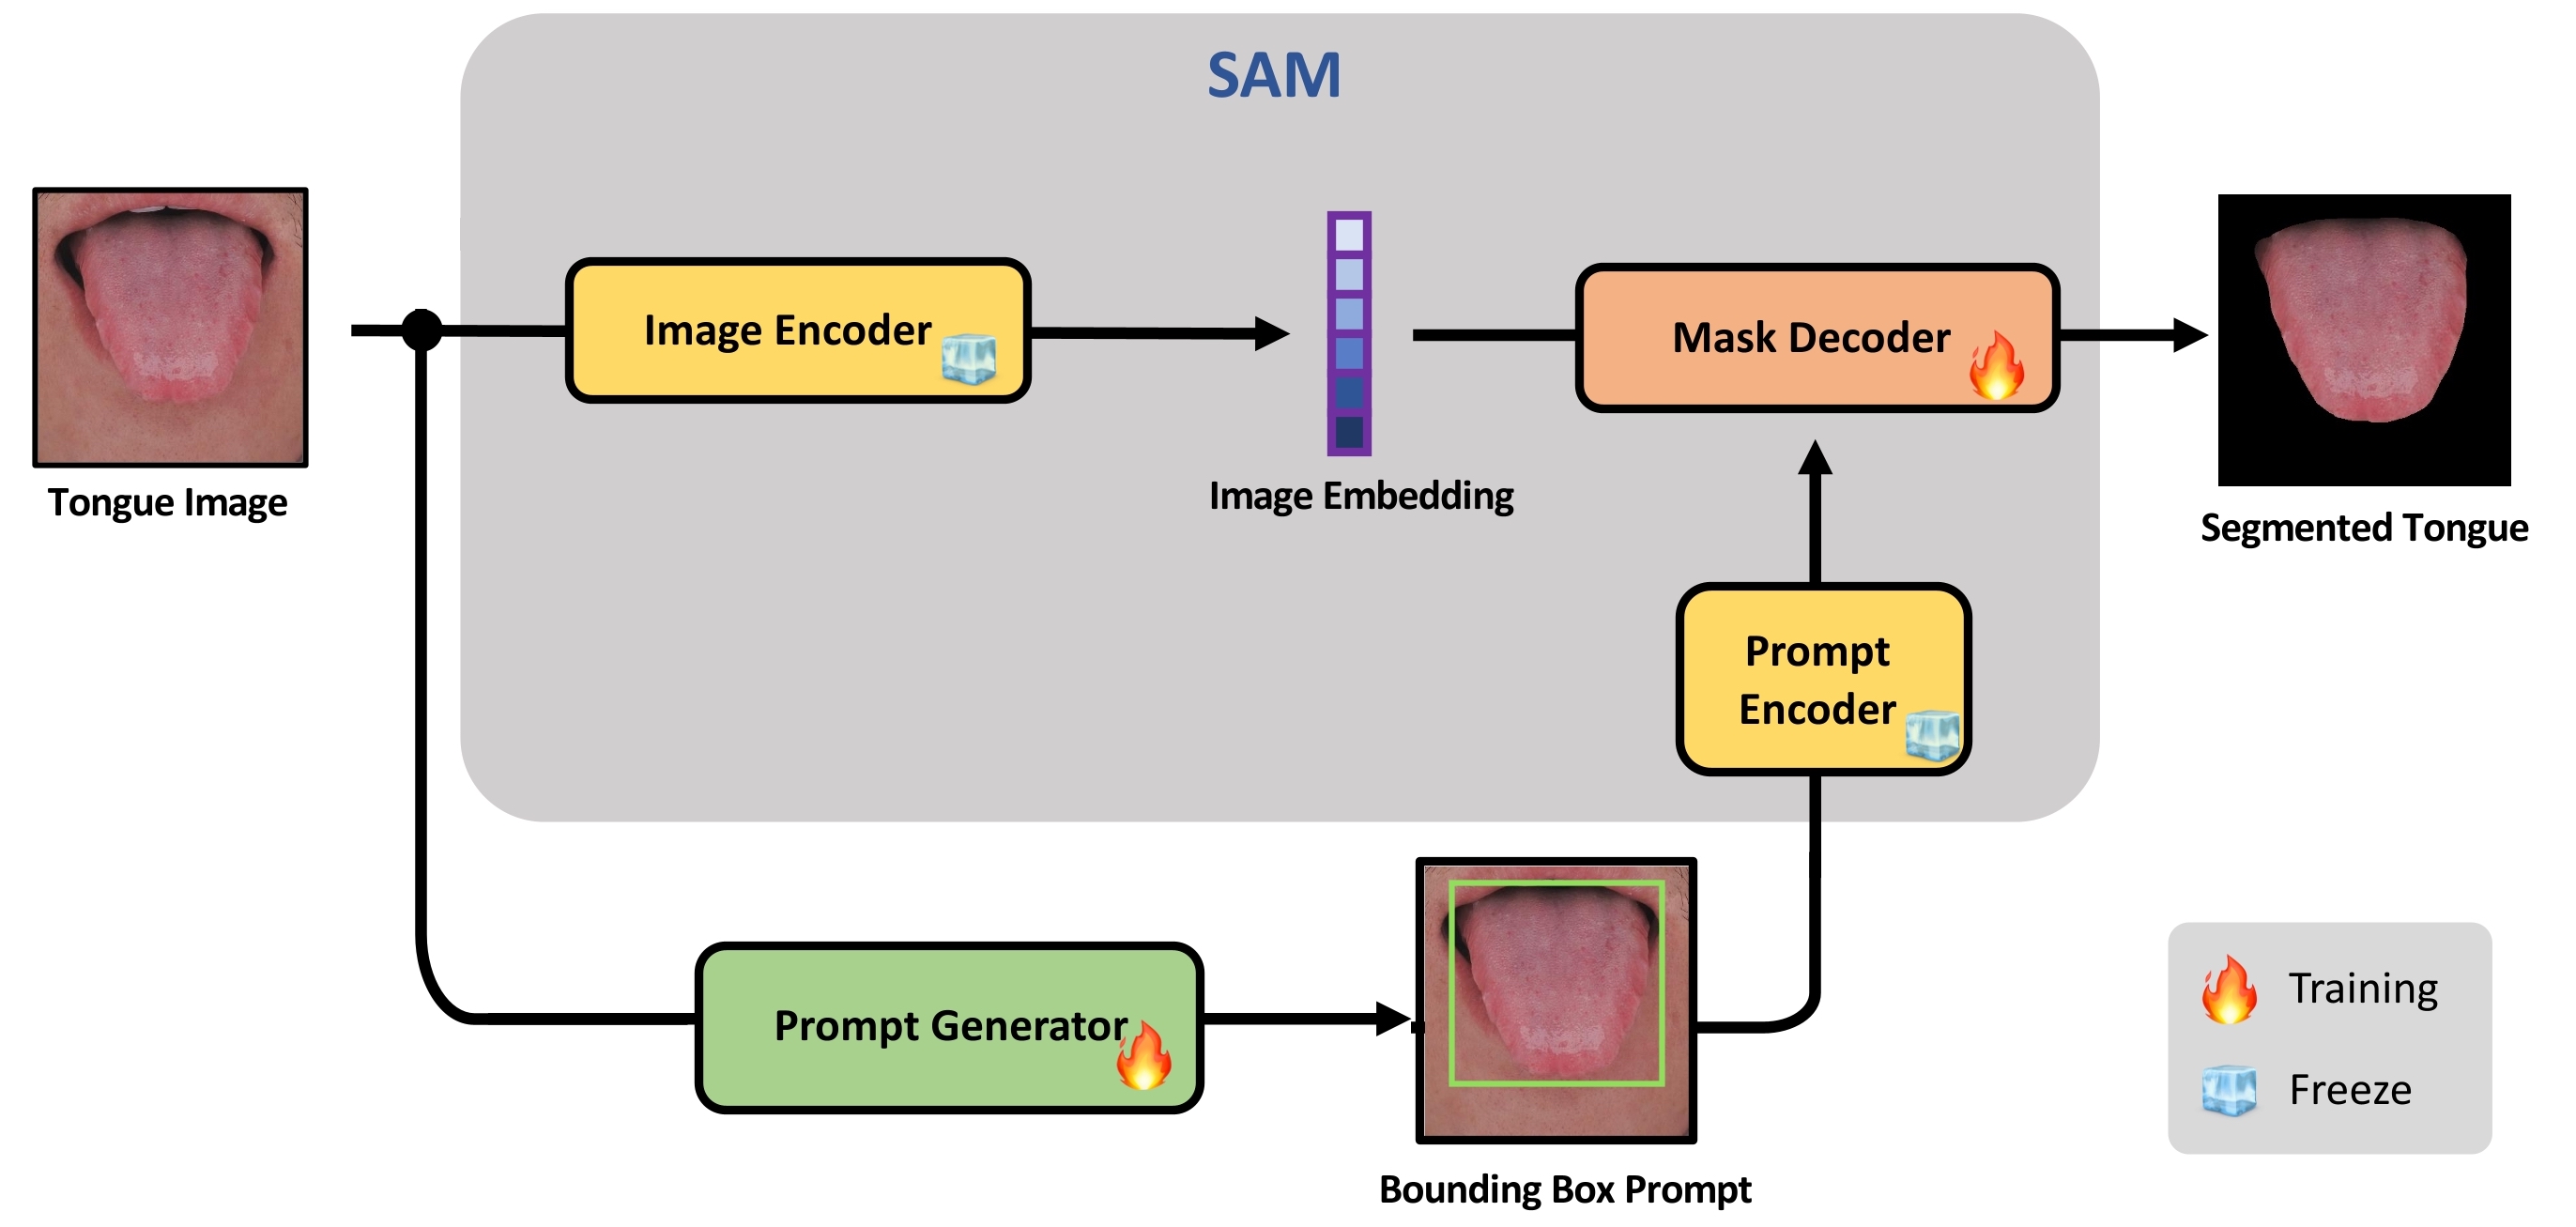 SAM
Image Encoder
Mask Decoder
Tongue Image
Image Embedding
Segmented Tongue
Prompt
Encoder
Prompt Generator
Training
Freeze
Bounding Box Prompt